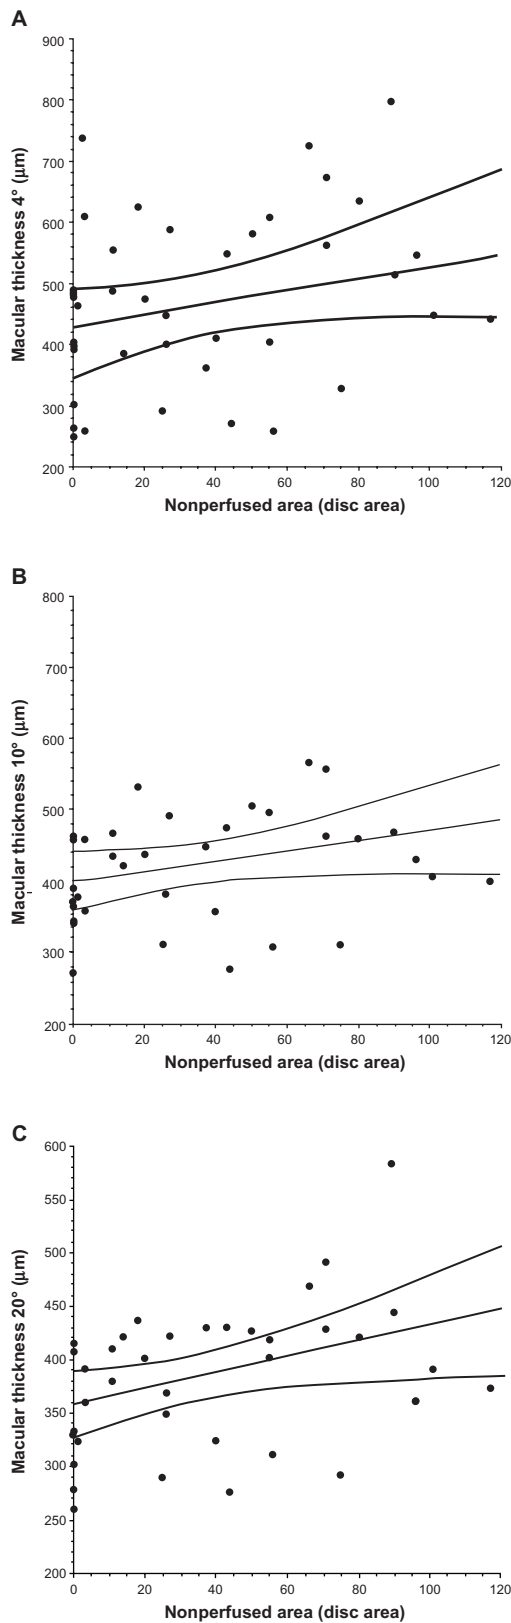 A
Macular thickness 4° (μm)
900
800
700
600
500
400
300
200
0 20 40 60 80 100 120
Nonperfused area (disc area)
B
Macular thickness 10° (μm)
800
700
600
500
400
300
200
0 20 40 60 80 100 120
Nonperfused area (disc area)
C
Macular thickness 20° (μm)
600
550
500
450
400
350
300
250
200
0 20 40 60 80 100 120
Nonperfused area (disc area)